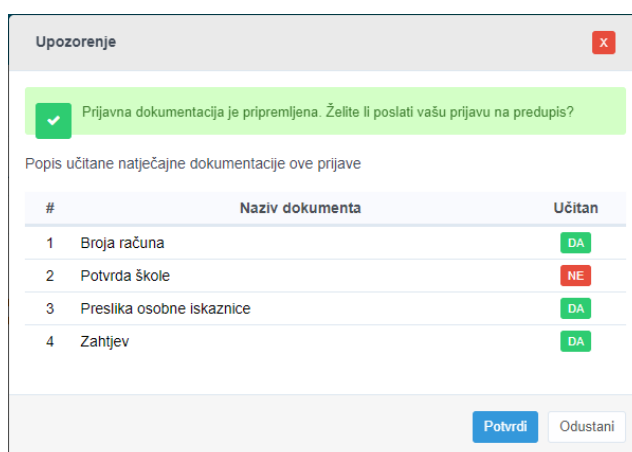 Upozorenje
X
Prijavna dokumentacija je pripremljena. Želite li poslati vašu prijavu na predupis?
Popis učitane natječajne dokumentacije ove prijave
# Naziv dokumenta Učitan
1 Broja računa DA
2 Potvrda škole NE
3 Preslika osobne iskaznice DA
4 Zahtjev DA
Potvrdi Odustani